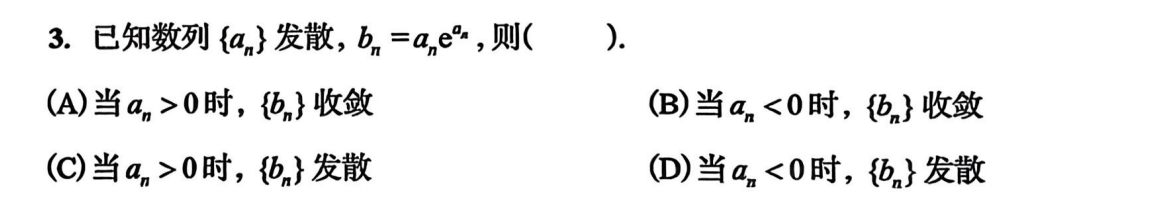 3. 已知数列 {aₙ} 发散, bₙ =aₙe^{aₙ} ,则(    ).
(A)当 aₙ >0时, {bₙ} 收敛 (B)当 aₙ <0时, {bₙ} 收敛
(C)当 aₙ >0时, {bₙ} 发散 (D)当 aₙ <0时, {bₙ} 发散